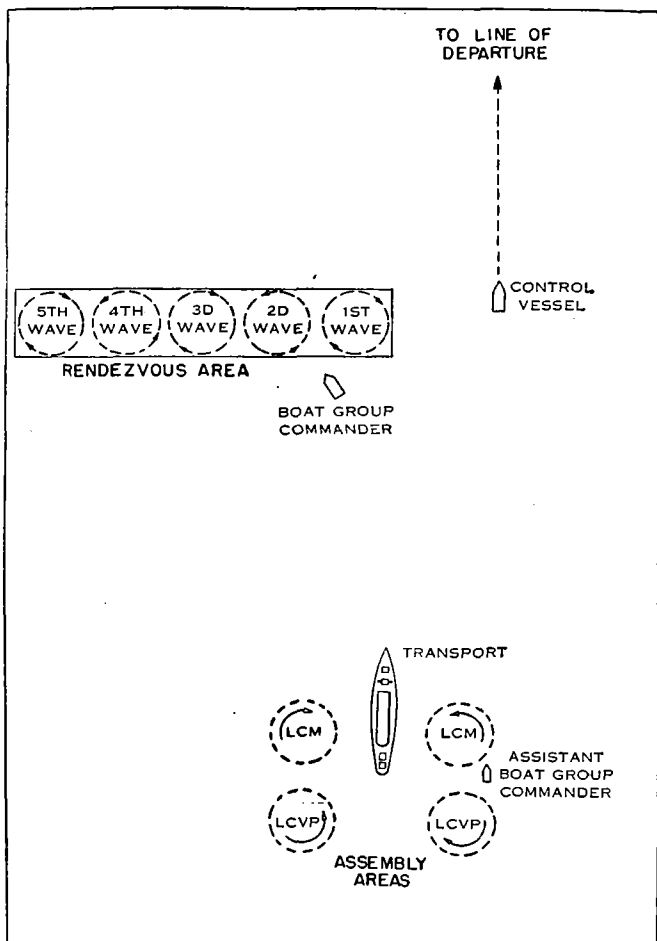 TO LINE OF
DEPARTURE
CONTROL
VESSEL
5TH
WAVE
4TH
WAVE
3D
WAVE
2D
WAVE
1ST
WAVE
RENDEZVOUS AREA
BOAT GROUP
COMMANDER
TRANSPORT
LCM
LCM
ASSISTANT
BOAT GROUP
COMMANDER
LCVP
LCVP
ASSEMBLY
AREAS